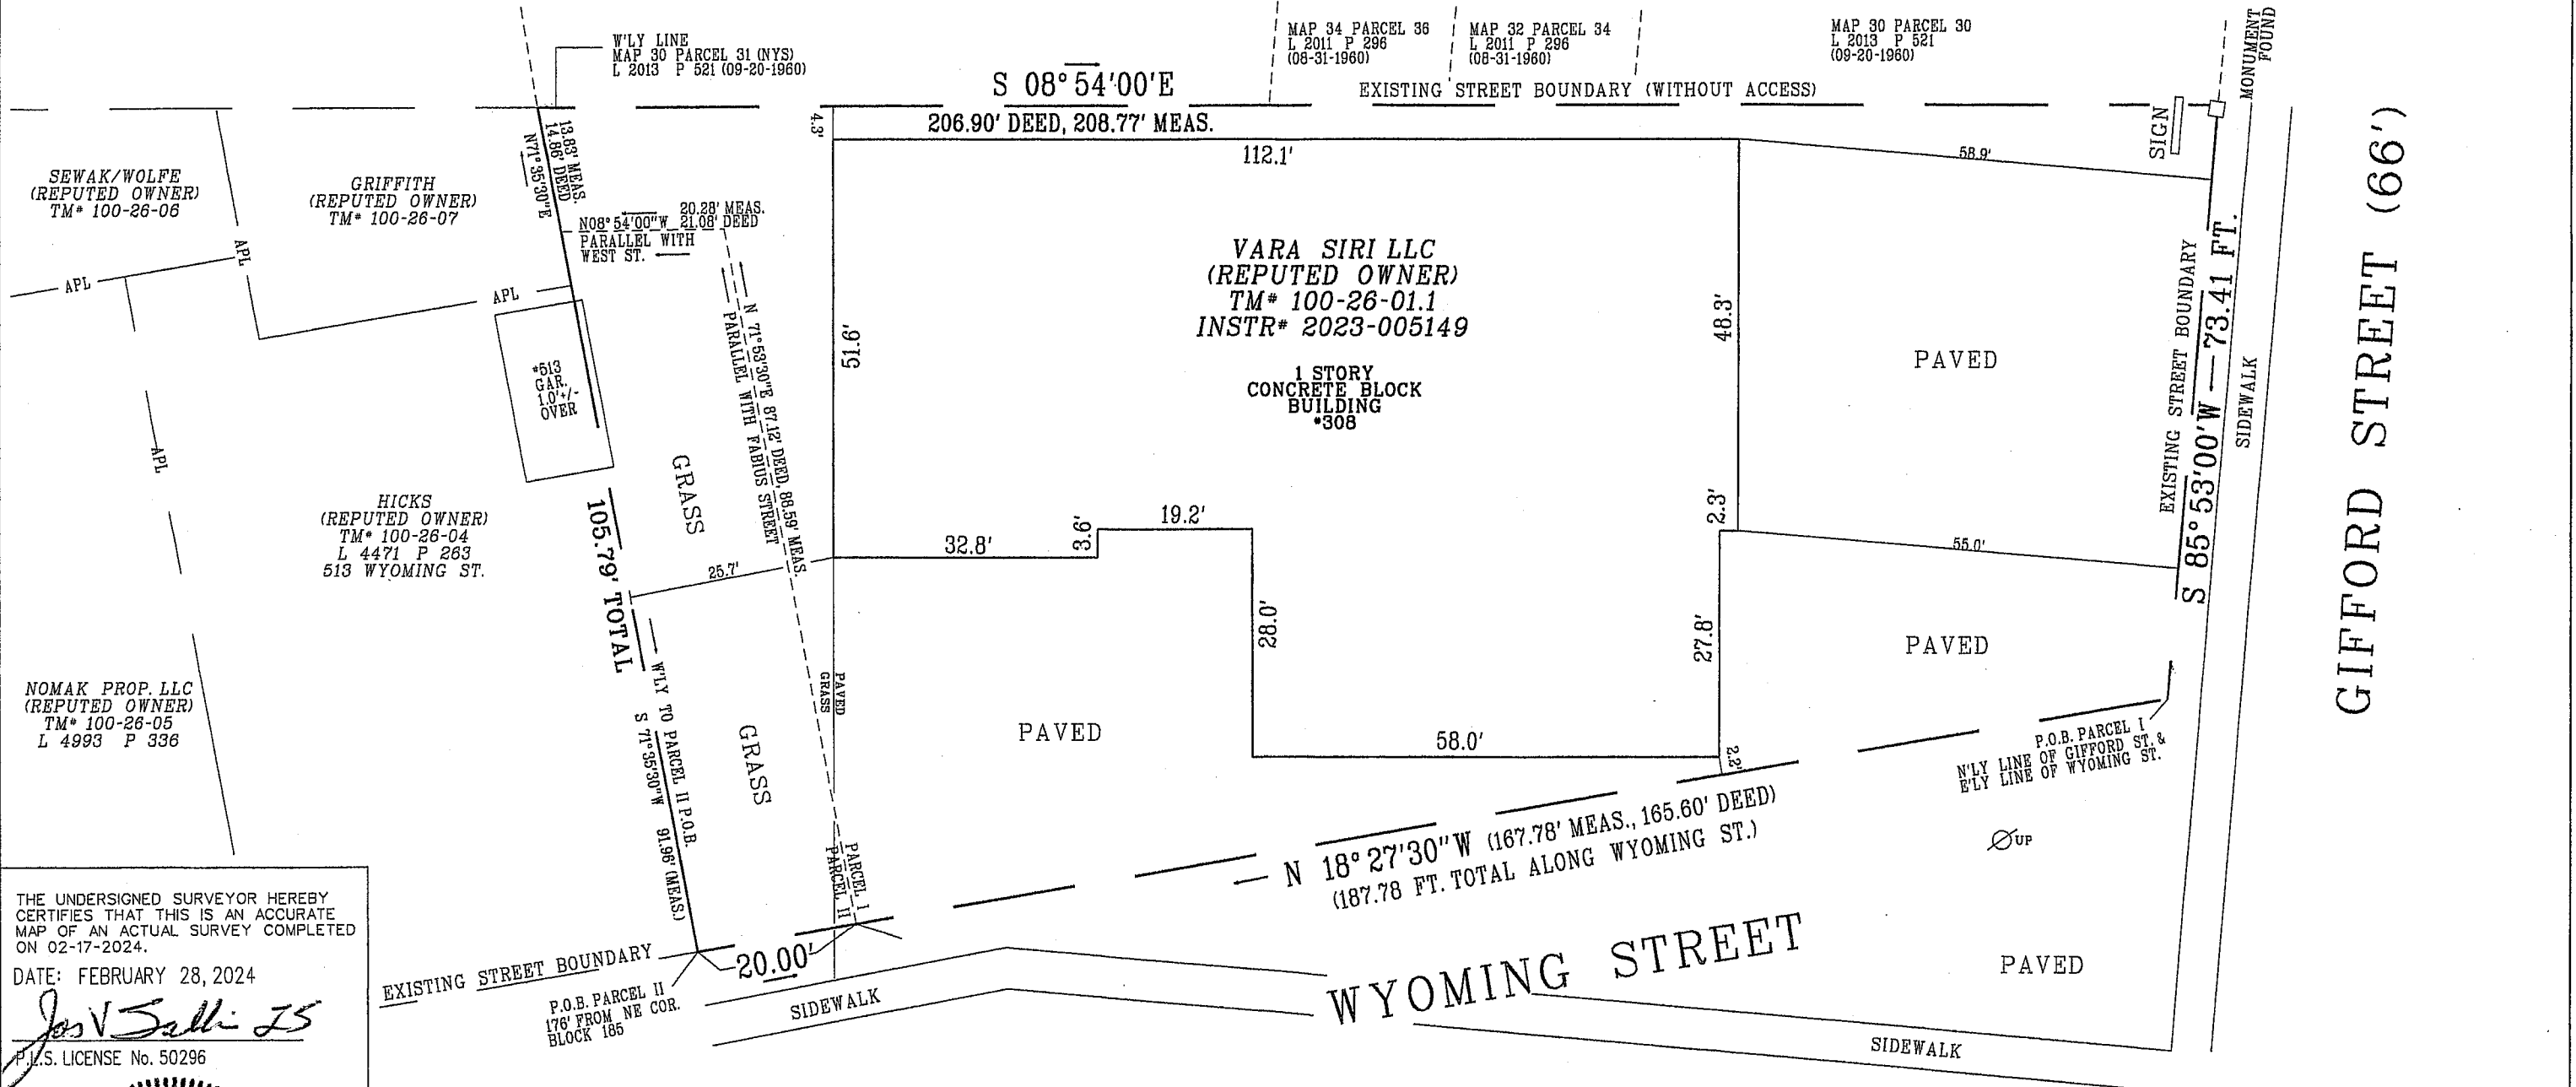 W'LY LINE
MAP 30 PARCEL 31 (NYS)
L 2013 P 521 (09-20-1960)
MAP 34 PARCEL 36
L 2011 P 296
(08-31-1960)
MAP 32 PARCEL 34
L 2011 P 296
(08-31-1960)
MAP 30 PARCEL 30
L 2013 P 521
(09-20-1960)
MONUMENT
FOUND
S 08° 54'00'E
EXISTING STREET BOUNDARY (WITHOUT ACCESS)
206.90' DEED, 208.77' MEAS.
4.3'
112.1'
58.9'
SIGN
13.83' MEAS.
14.86' DEED
N71°35'30"E
SEWAK/WOLFE
(REPUTED OWNER)
TM# 100-26-06
GRIFFITH
(REPUTED OWNER)
TM# 100-26-07
20.28' MEAS.
N08°54'00"W 21.08' DEED
PARALLEL WITH
WEST ST.
APL
APL
APL
APL
N 71°53'30"E 87.12' DEED, 88.59' MEAS.
PARALLEL WITH FABIUS STREET
VARA SIRI LLC
(REPUTED OWNER)
TM# 100-26-01.1
INSTR# 2023-005149
1 STORY
CONCRETE BLOCK
BUILDING
#308
51.6'
48.3'
PAVED
EXISTING STREET BOUNDARY
S 85°53'00'W — 73.41 FT.
SIDEWALK
GIFFORD STREET (66')
#513
GAR.
1.0'+/-
OVER
GRASS
HICKS
(REPUTED OWNER)
TM# 100-26-04
L 4471 P 263
513 WYOMING ST.
105.79' TOTAL
25.7'
32.8'
3.6'
19.2'
2.3'
55.0'
28.0'
27.8'
PAVED
NOMAK PROP. LLC
(REPUTED OWNER)
TM# 100-26-05
L 4993 P 336
W'LY TO PARCEL II P.O.B.
S 71°35'30"W 91.96' (MEAS.)
GRASS
PAVED
GRASS
PAVED
58.0'
2.2'
P.O.B. PARCEL I
N'LY LINE OF GIFFORD ST. &
E'LY LINE OF WYOMING ST.
UP
PARCEL I
PARCEL II
N 18°27'30"W (167.78' MEAS., 165.60' DEED)
(187.78 FT. TOTAL ALONG WYOMING ST.)
WYOMING STREET
PAVED
EXISTING STREET BOUNDARY
20.00'
P.O.B. PARCEL II
176' FROM NE COR.
BLOCK 185
SIDEWALK
SIDEWALK
THE UNDERSIGNED SURVEYOR HEREBY
CERTIFIES THAT THIS IS AN ACCURATE
MAP OF AN ACTUAL SURVEY COMPLETED
ON 02-17-2024.
DATE: FEBRUARY 28, 2024
P.L.S. LICENSE No. 50296